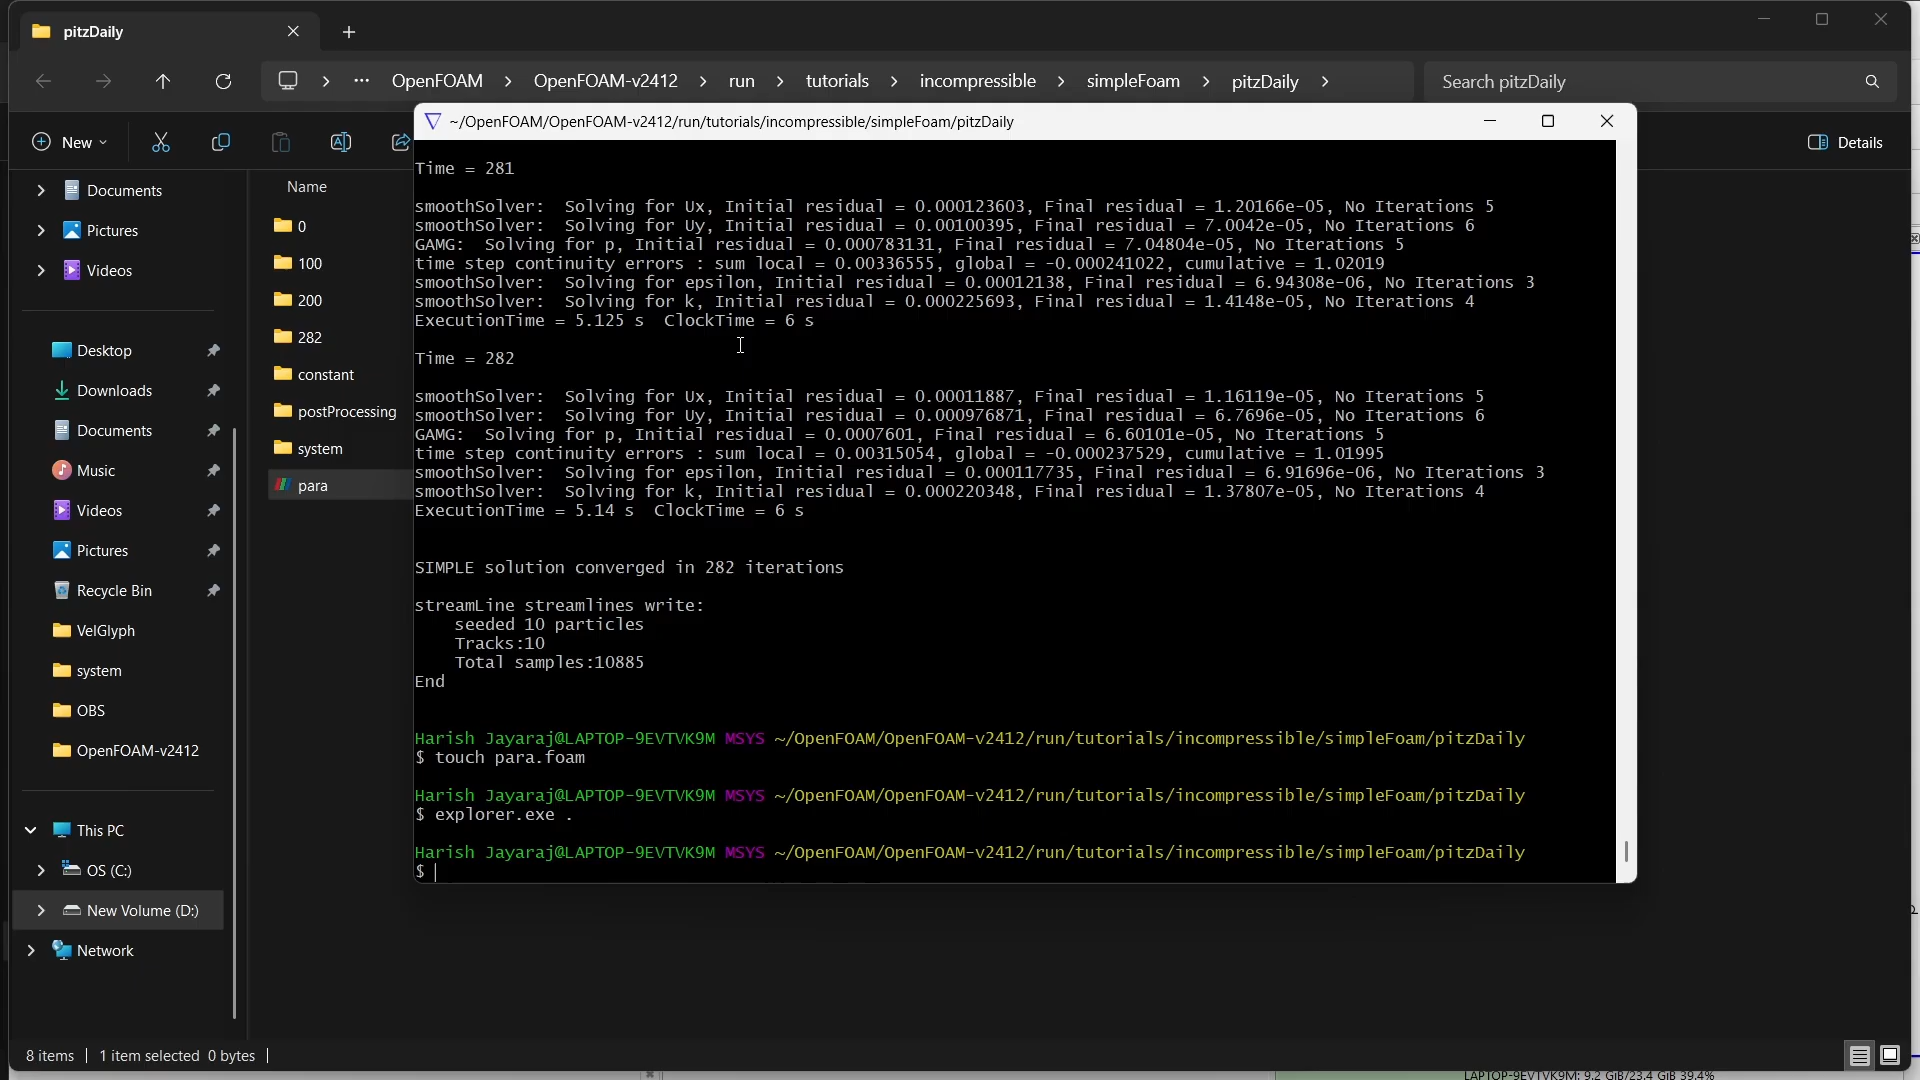 pitzDaily
OpenFOAM > OpenFOAM-v2412 > run > tutorials > incompressible > simpleFoam > pitzDaily >
Search pitzDaily
New
Details
Documents
Pictures
Videos
Desktop
Downloads
Documents
Music
Videos
Pictures
Recycle Bin
VelGlyph
system
OBS
OpenFOAM-v2412
This PC
OS (C:)
New Volume (D:)
Network
Name
0
100
200
282
constant
postProcessing
system
para
~/OpenFOAM/OpenFOAM-v2412/run/tutorials/incompressible/simpleFoam/pitzDaily
Time = 281
smoothSolver:  Solving for Ux, Initial residual = 0.000123603, Final residual = 1.20166e-05, No Iterations 5
smoothSolver:  Solving for Uy, Initial residual = 0.00100395, Final residual = 7.0042e-05, No Iterations 6
GAMG:  Solving for p, Initial residual = 0.000783131, Final residual = 7.04804e-05, No Iterations 5
time step continuity errors : sum local = 0.00336555, global = -0.000241022, cumulative = 1.02019
smoothSolver:  Solving for epsilon, Initial residual = 0.00012138, Final residual = 6.94308e-06, No Iterations 3
smoothSolver:  Solving for k, Initial residual = 0.000225693, Final residual = 1.4148e-05, No Iterations 4
ExecutionTime = 5.125 s  ClockTime = 6 s
Time = 282
smoothSolver:  Solving for Ux, Initial residual = 0.00011887, Final residual = 1.16119e-05, No Iterations 5
smoothSolver:  Solving for Uy, Initial residual = 0.000976871, Final residual = 6.7696e-05, No Iterations 6
GAMG:  Solving for p, Initial residual = 0.0007601, Final residual = 6.60101e-05, No Iterations 5
time step continuity errors : sum local = 0.00315054, global = -0.000237529, cumulative = 1.01995
smoothSolver:  Solving for epsilon, Initial residual = 0.000117735, Final residual = 6.91696e-06, No Iterations 3
smoothSolver:  Solving for k, Initial residual = 0.000220348, Final residual = 1.37807e-05, No Iterations 4
ExecutionTime = 5.14 s  ClockTime = 6 s
SIMPLE solution converged in 282 iterations
streamLine streamlines write:
seeded 10 particles
Tracks:10
Total samples:10885
End
Harish Jayaraj@LAPTOP-9EVTVK9M MSYS ~/OpenFOAM/OpenFOAM-v2412/run/tutorials/incompressible/simpleFoam/pitzDaily
$ touch para.foam
Harish Jayaraj@LAPTOP-9EVTVK9M MSYS ~/OpenFOAM/OpenFOAM-v2412/run/tutorials/incompressible/simpleFoam/pitzDaily
$ explorer.exe .
Harish Jayaraj@LAPTOP-9EVTVK9M MSYS ~/OpenFOAM/OpenFOAM-v2412/run/tutorials/incompressible/simpleFoam/pitzDaily
$
8 items | 1 item selected 0 bytes |
LAPTOP-9EVTVK9M: 9.2 GiB/23.4 GiB 39.4%